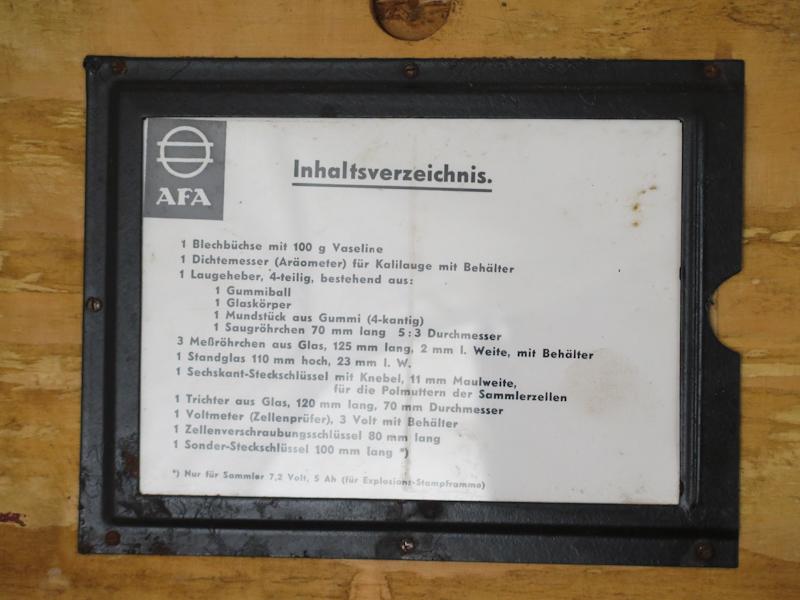 AFA
Inhaltsverzeichnis.
1 Blechbüchse mit 100 g Vaseline
1 Dichtemesser (Aräometer) für Kalilauge mit Behälter
1 Laugeheber, 4-teilig, bestehend aus:
1 Gummiball
1 Glaskörper
1 Mundstück aus Gummi (4-kantig)
1 Saugröhrchen 70 mm lang 5 : 3 Durchmesser
3 Meßröhrchen aus Glas, 125 mm lang, 2 mm l. Weite, mit Behälter
1 Standglas 110 mm hoch, 23 mm l. W.
1 Sechskant-Steckschlüssel mit Knebel, 11 mm Maulweite,
für die Polmuttern der Sammlerzellen
1 Trichter aus Glas, 120 mm lang, 70 mm Durchmesser
1 Voltmeter (Zellenprüfer), 3 Volt mit Behälter
1 Zellenverschraubungsschlüssel 80 mm lang
1 Sonder-Steckschlüssel 100 mm lang *)
*) Nur für Sammler 7,2 Volt, 5 Ah (für Explosions-Stampframme)